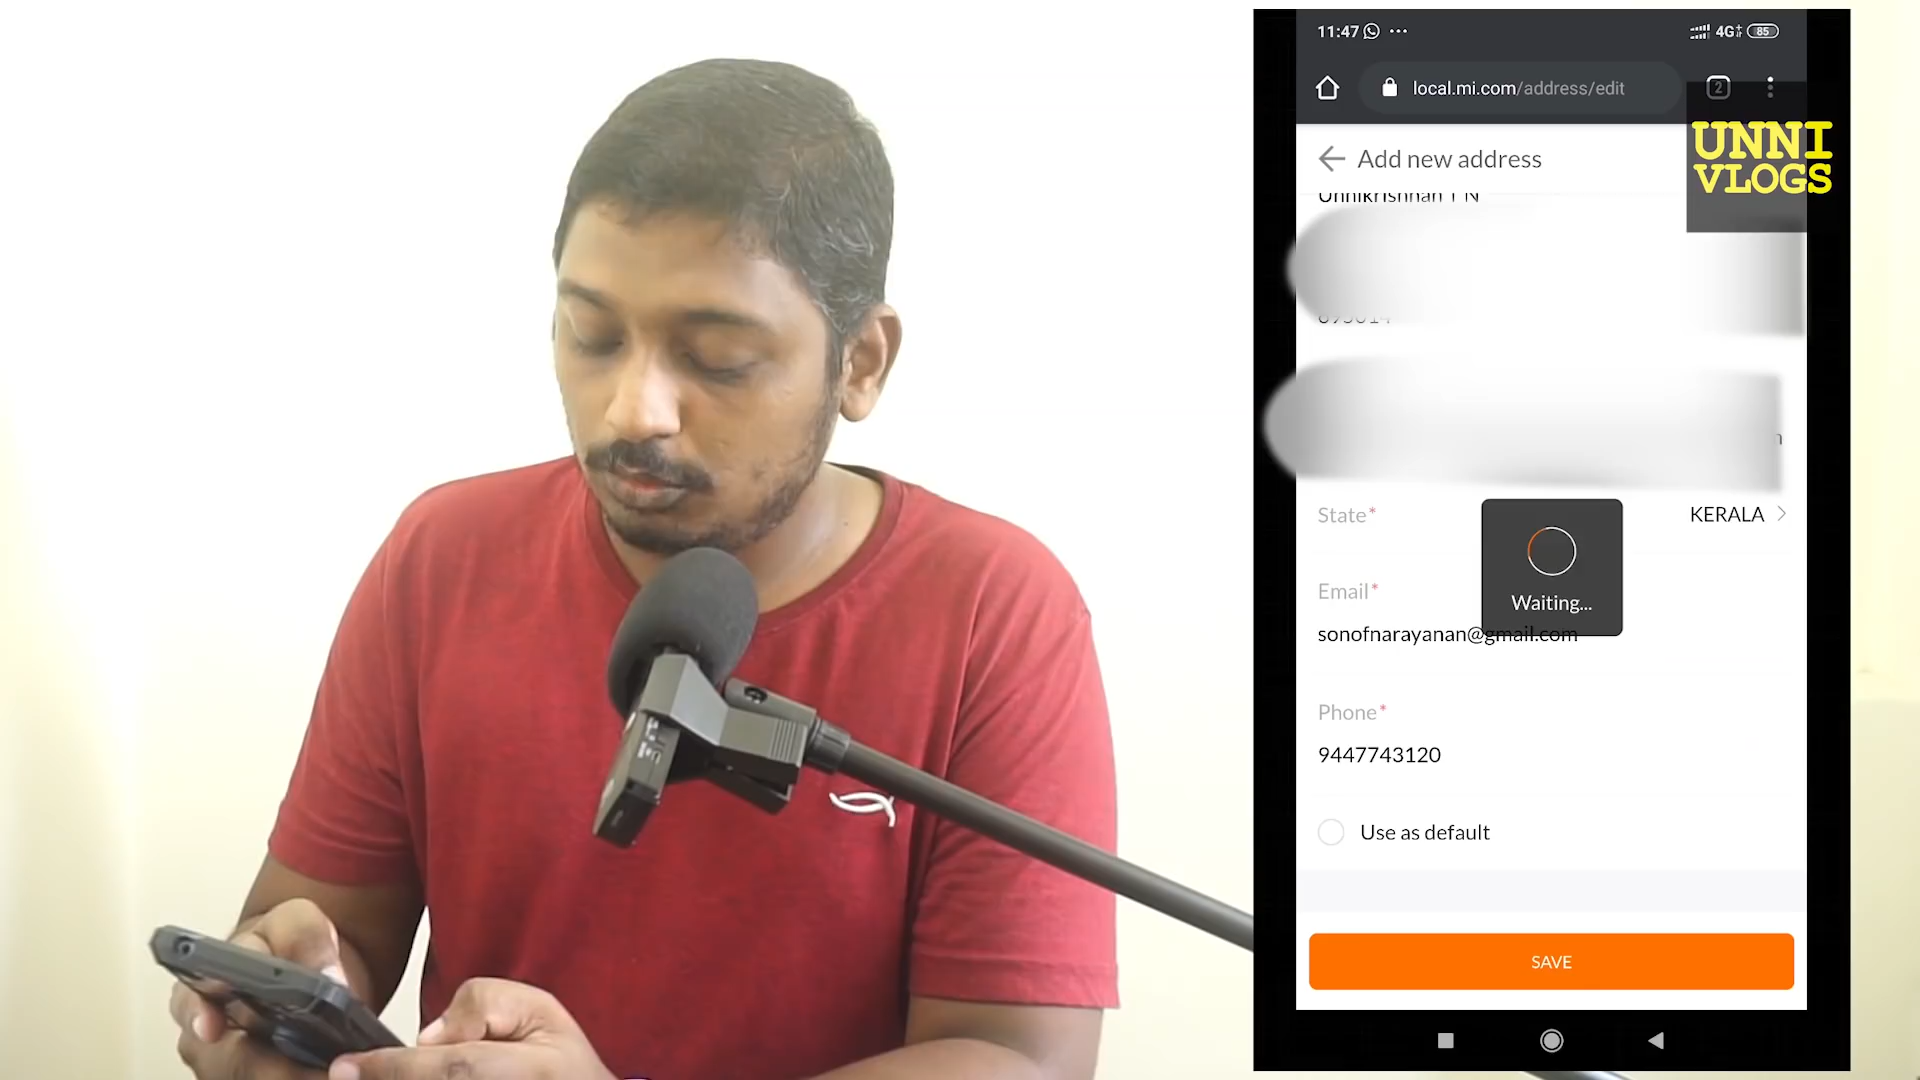 11:47
4G+
85
local.mi.com/address/edit
2
UNNI
VLOGS
Add new address
Unnikrishnan T N
State*
KERALA
Waiting...
Email*
sonofnarayanan@gmail.com
Phone*
9447743120
Use as default
SAVE